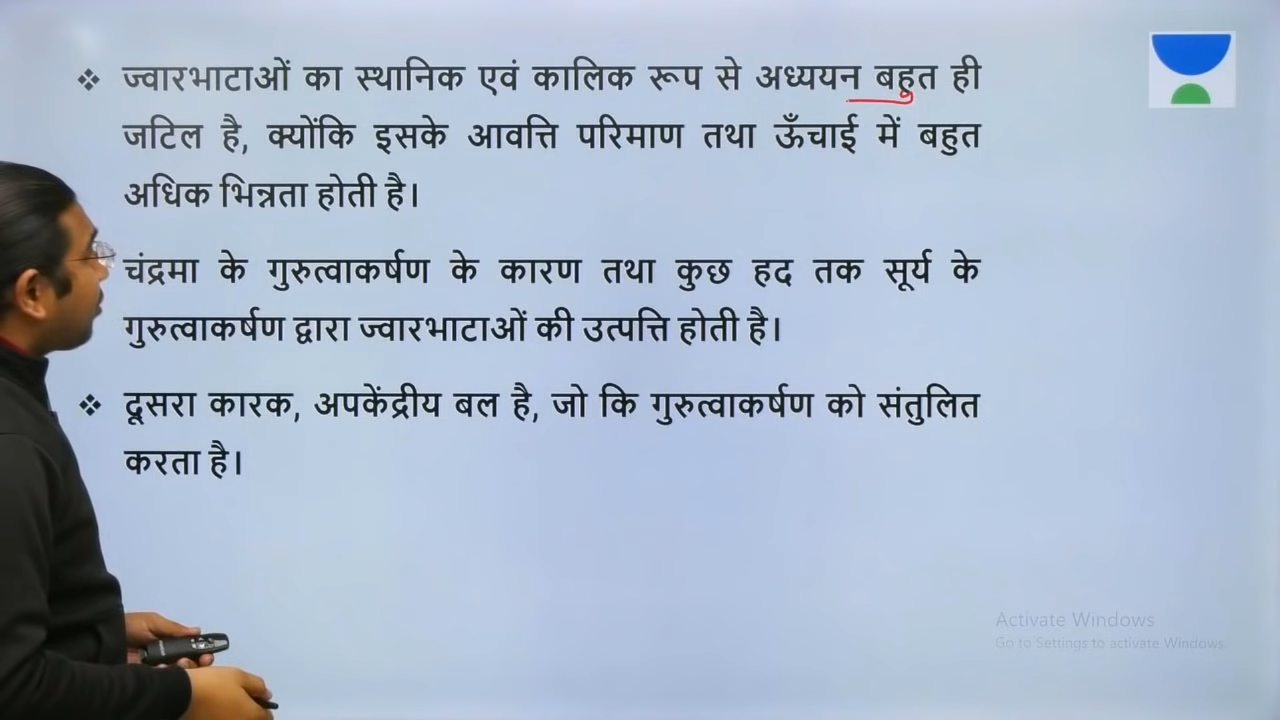 ❖ ज्वारभाटाओं का स्थानिक एवं कालिक रूप से अध्ययन बहुत ही
जटिल है, क्योंकि इसके आवत्ति परिमाण तथा ऊँचाई में बहुत
अधिक भिन्नता होती है।
चंद्रमा के गुरुत्वाकर्षण के कारण तथा कुछ हद तक सूर्य के
गुरुत्वाकर्षण द्वारा ज्वारभाटाओं की उत्पत्ति होती है।
❖ दूसरा कारक, अपकेंद्रीय बल है, जो कि गुरुत्वाकर्षण को संतुलित
करता है।
Activate Windows
Go to Settings to activate Windows.